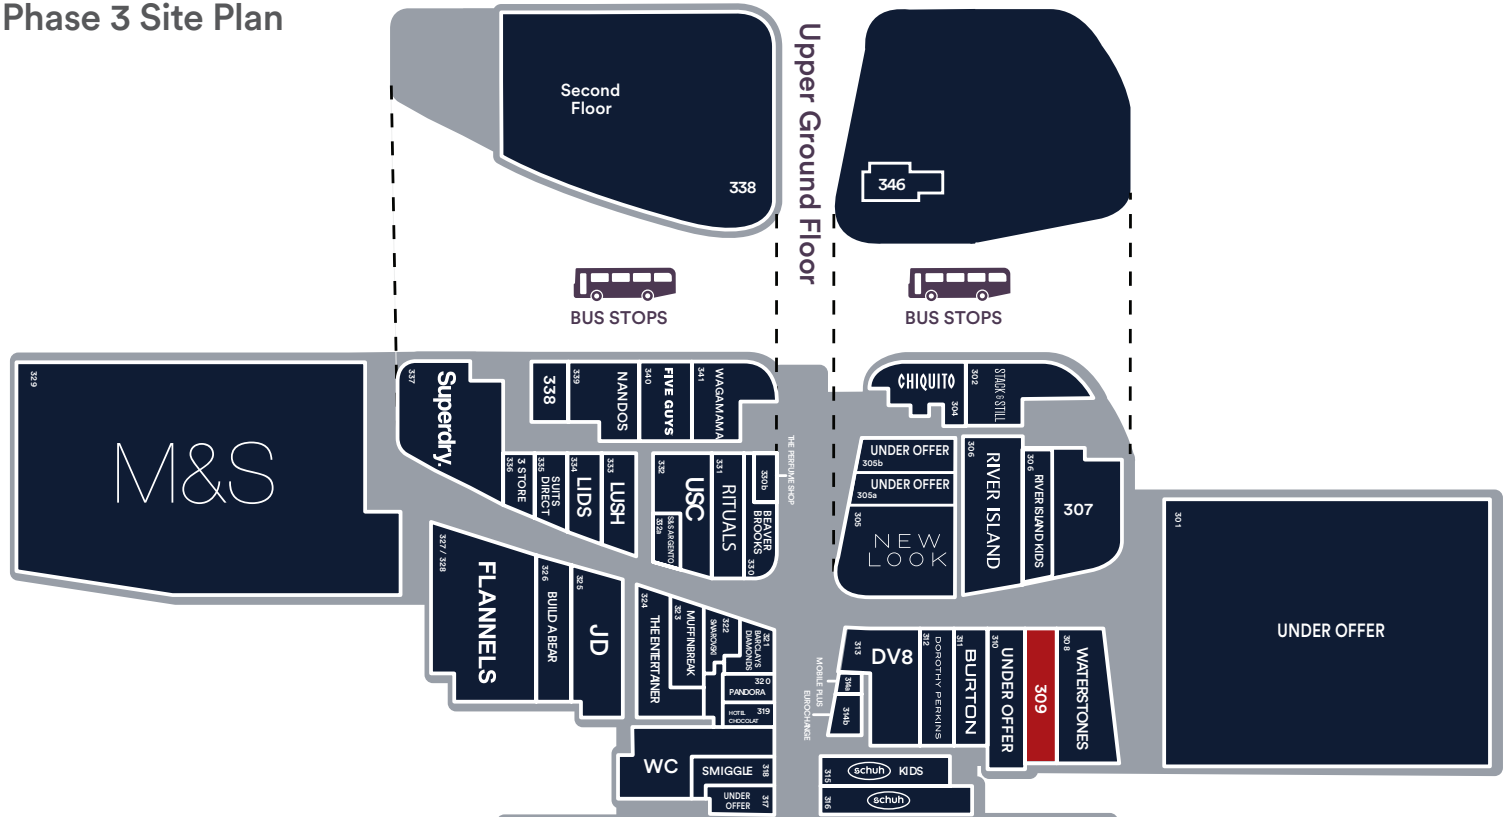 Phase 3 Site Plan
Second
Floor
338
Upper Ground Floor
346
BUS STOPS
BUS STOPS
329
M&S
337
Superdry.
338
339
NANDOS
340
FIVE GUYS
341
WAGAMAMA
CHIQUITO
304
302
STACK & STILL
336
3 STORE
335
SUITS
DIRECT
334
LIDS
333
LUSH
332
USC
332a
S&SARGENTO
331
RITUALS
330b
THE PERFUME SHOP
BEAVER
BROOKS
330
UNDER OFFER
305b
UNDER OFFER
305a
305
NEW
LOOK
306
RIVER ISLAND
306
RIVER ISLAND KIDS
307
301
UNDER OFFER
327 / 328
FLANNELS
326
BUILD A BEAR
325
JD
324
THE ENTERTAINER
323
MUFFINBREAK
322
SWAROVSKI
321
BARCLAYS
DIAMONDS
320
PANDORA
319
HOTEL
CHOCOLAT
MOBILE PLUS
EUROCHANGE
313
DV8
314a
314b
312
DOROTHY PERKINS
311
BURTON
310
UNDER OFFER
309
308
WATERSTONES
WC
SMIGGLE
318
UNDER
OFFER
317
315
schuh KIDS
316
schuh